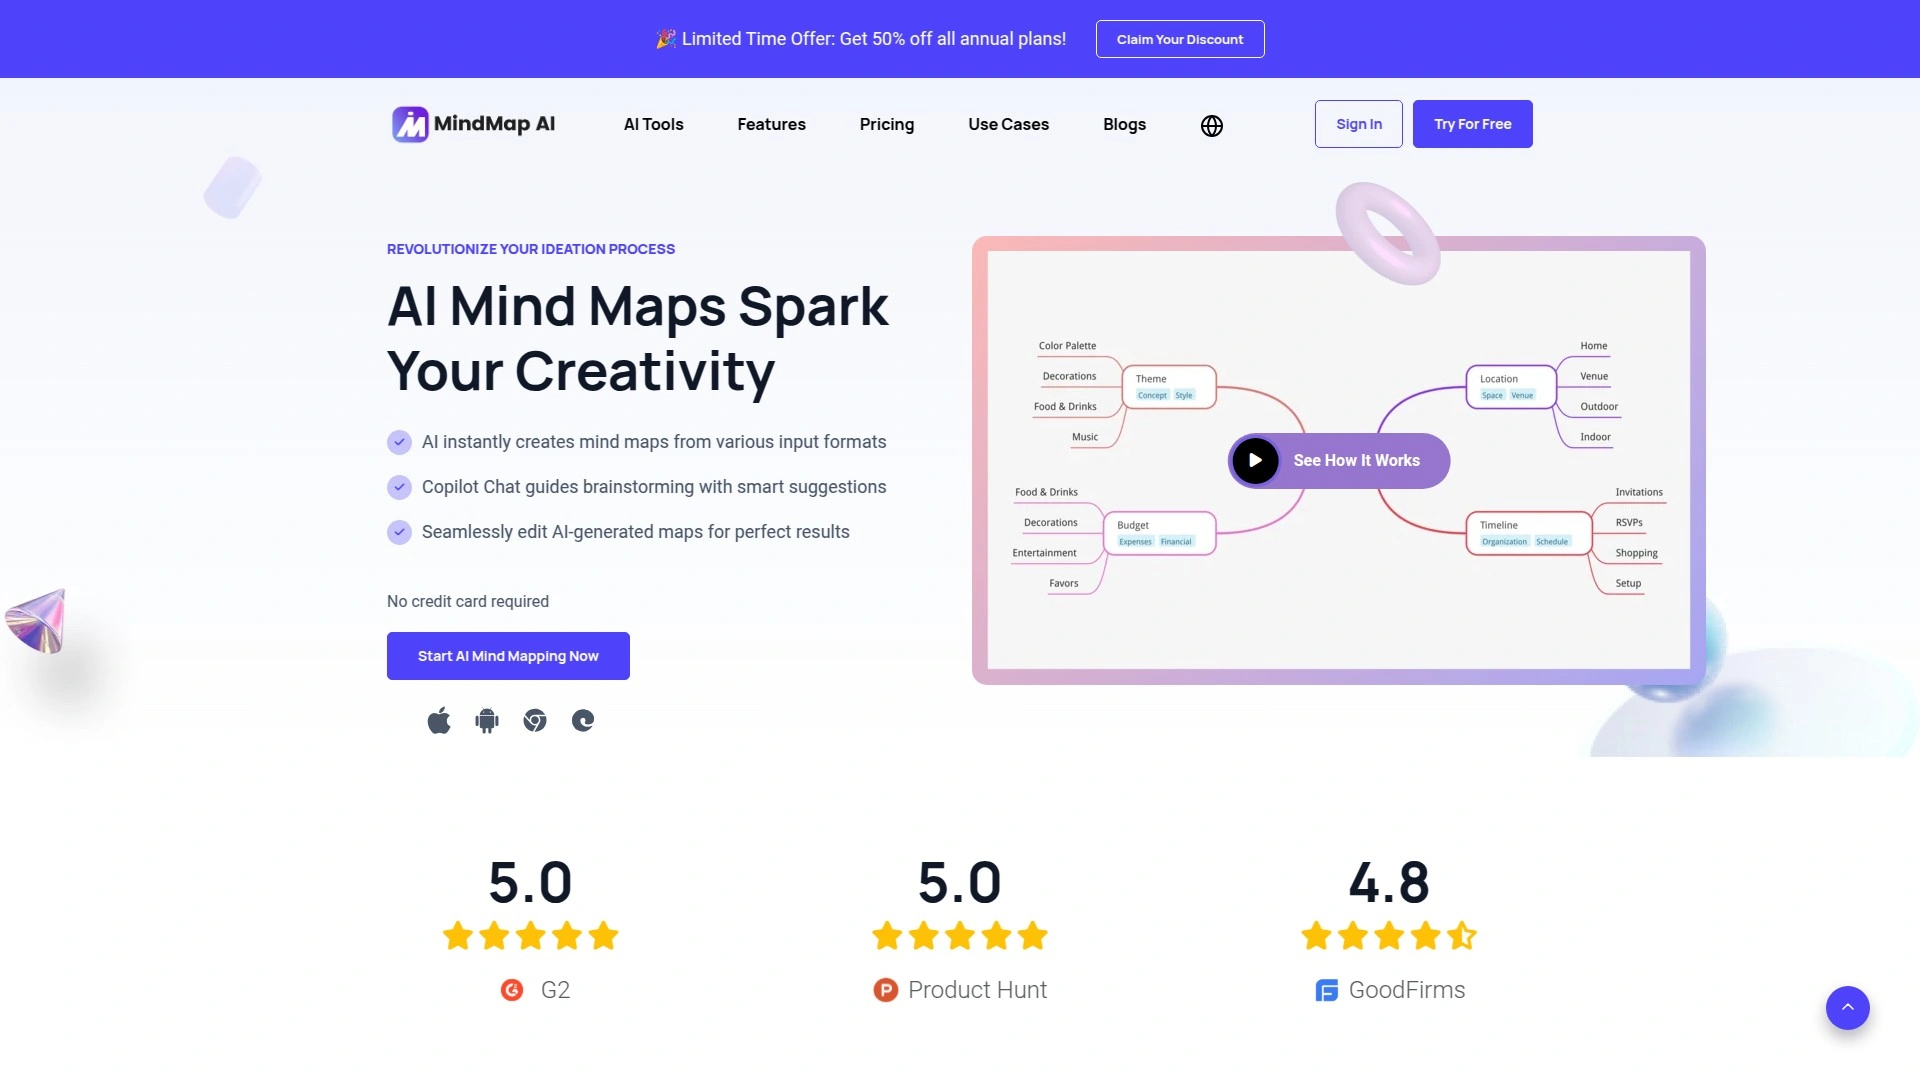 🎉 Limited Time Offer: Get 50% off all annual plans!
Claim Your Discount
MindMap AI
AI Tools
Features
Pricing
Use Cases
Blogs
Sign In
Try For Free
REVOLUTIONIZE YOUR IDEATION PROCESS
AI Mind Maps Spark
Your Creativity
AI instantly creates mind maps from various input formats
Copilot Chat guides brainstorming with smart suggestions
Seamlessly edit AI-generated maps for perfect results
No credit card required
Start AI Mind Mapping Now
Color Palette
Decorations
Food & Drinks
Music
Theme
Concept Style
Location
Space Venue
Home
Venue
Outdoor
Indoor
See How It Works
Food & Drinks
Decorations
Entertainment
Favors
Budget
Expenses Financial
Timeline
Organization Schedule
Invitations
RSVPs
Shopping
Setup
5.0
G2
5.0
Product Hunt
4.8
GoodFirms